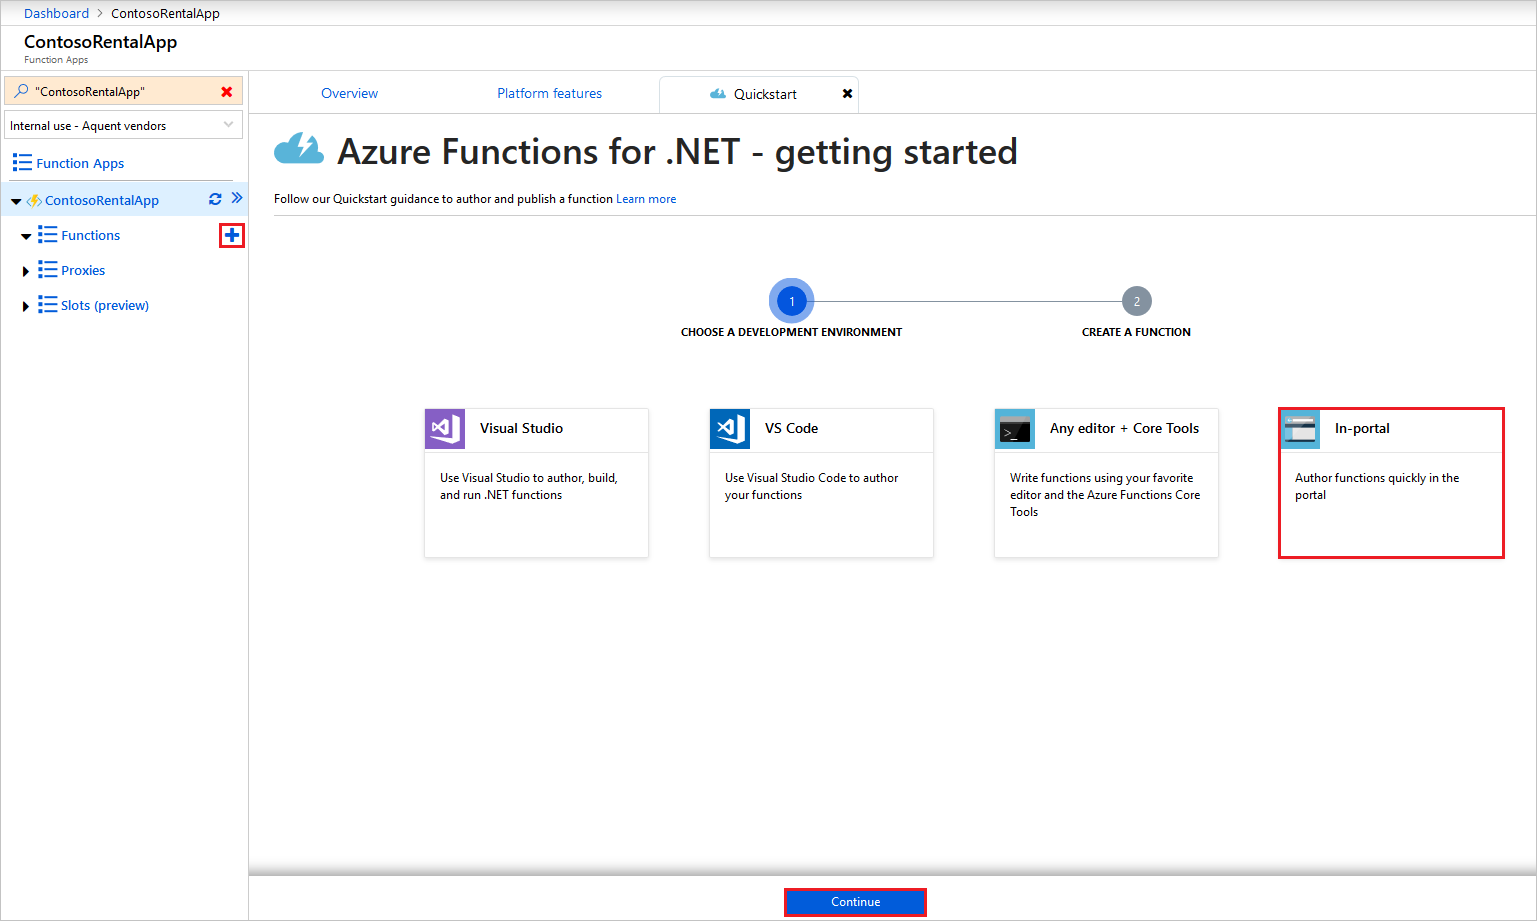 Dashboard > ContosoRentalApp
ContosoRentalApp
Function Apps
"ContosoRentalApp"
Internal use - Aquent vendors
Function Apps
ContosoRentalApp
Functions
Proxies
Slots (preview)
Overview
Platform features
Quickstart
Azure Functions for .NET - getting started
Follow our Quickstart guidance to author and publish a function Learn more
1
2
CHOOSE A DEVELOPMENT ENVIRONMENT
CREATE A FUNCTION
Visual Studio
Use Visual Studio to author, build,
and run .NET functions
VS Code
Use Visual Studio Code to author
your functions
>_
Any editor + Core Tools
Write functions using your favorite
editor and the Azure Functions Core
Tools
In-portal
Author functions quickly in the
portal
Continue